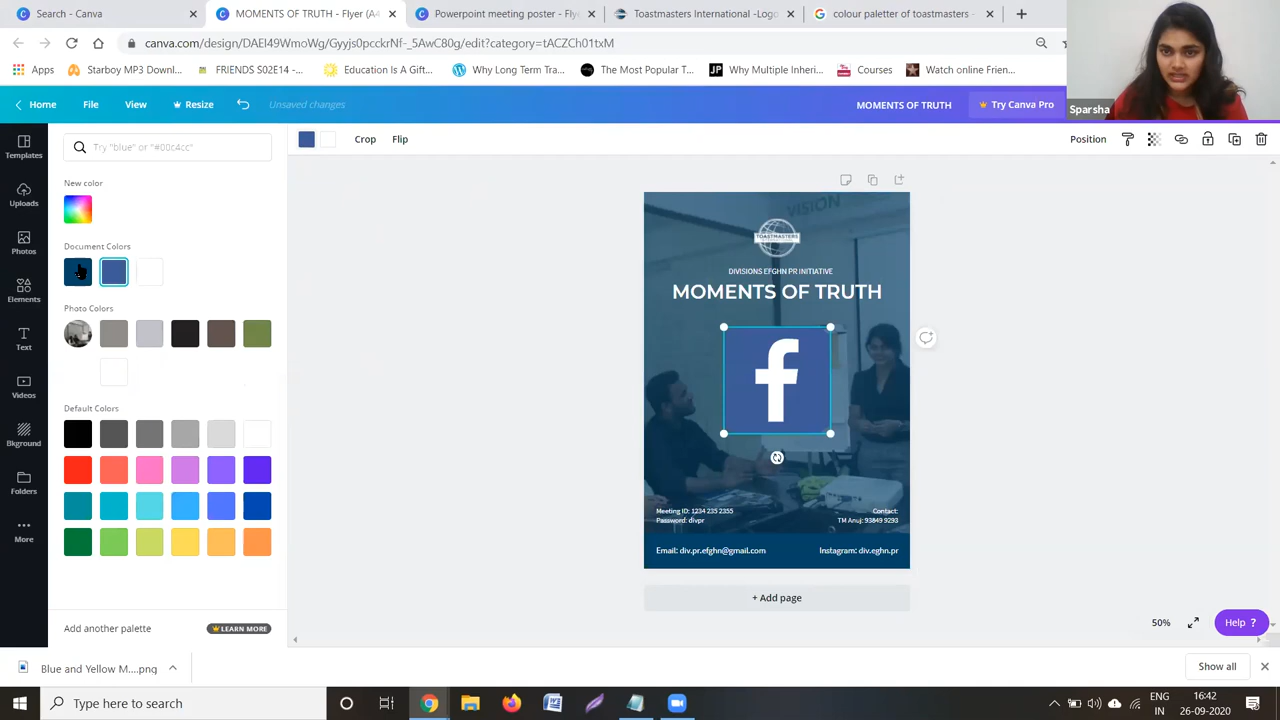 Search - Canva
MOMENTS OF TRUTH - Flyer (A4
Powerpoint meeting poster - Flye
Toastmasters International -Logo
colour paletter of toastmasters -
canva.com/design/DAEI49WmoWg/Gyyjs0pcckrNf-_5AwC80g/edit?category=tACZCh01txM
Apps
Starboy MP3 Downl...
FRIENDS S02E14 -...
Education Is A Gift...
Why Long Term Tra...
The Most Popular T...
JP
Why Multiple Inheri...
Courses
Watch online Frien...
Sparsha
Home
File
View
Resize
Unsaved changes
MOMENTS OF TRUTH
Try Canva Pro
Try "blue" or "#00c4cc"
Crop
Flip
Position
Templates
Uploads
Photos
Elements
Text
Videos
Bkground
Folders
More
New color
Document Colors
Photo Colors
Default Colors
Add another palette
LEARN MORE
VISION
TOASTMASTERS
INTERNATIONAL
DIVISIONS EFGHN PR INITIATIVE
MOMENTS OF TRUTH
f
Meeting ID: 1234 235 2355
Password: divpr
Contact:
TM Anuj: 93849 9293
Email: div.pr.efghn@gmail.com
Instagram: div.eghn.pr
+ Add page
50%
Help ?
Blue and Yellow M....png
Show all
Type here to search
ENG
IN
16:42
26-09-2020